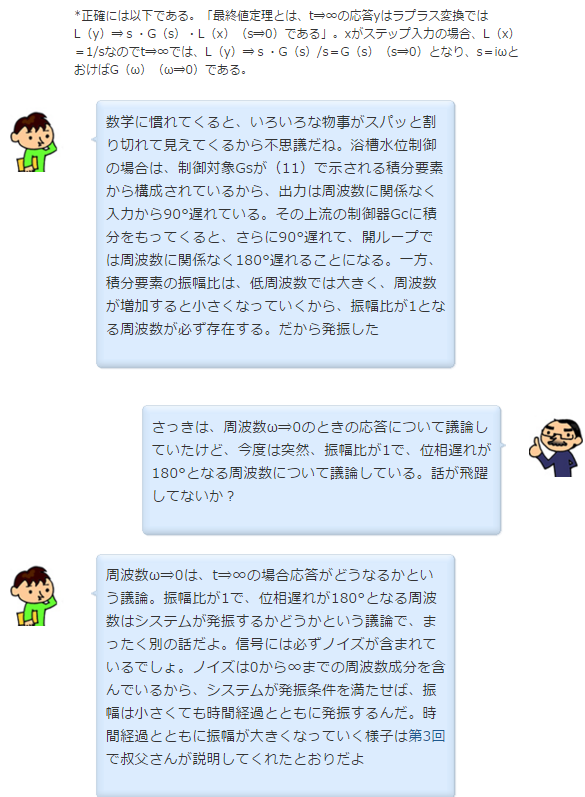 *正確には以下である。「最終値定理とは、t⇒∞の応答yはラプラス変換では
L（y）⇒ｓ・G（s）・L（x）（s⇒0）である」。xがステップ入力の場合、L（x）
＝1/sなのでt⇒∞では、L（y）⇒ｓ・G（s）/s＝G（s）（s⇒0）となり、s＝iωと
おけばG（ω）（ω⇒0）である。
数学に慣れてくると、いろいろな物事がスパッと割
り切れて見えてくるから不思議だね。浴槽水位制御
の場合は、制御対象Gsが（11）で示される積分要素
から構成されているから、出力は周波数に関係なく
入力から90°遅れている。その上流の制御器Gcに積
分をもってくると、さらに90°遅れて、開ループで
は周波数に関係なく180°遅れることになる。一方、
積分要素の振幅比は、低周波数では大きく、周波数
が増加すると小さくなっていくから、振幅比が1とな
る周波数が必ず存在する。だから発振した
さっきは、周波数ω⇒0のときの応答について議論し
ていたけど、今度は突然、振幅比が1で、位相遅れが
180°となる周波数について議論している。話が飛躍
してないか？
周波数ω⇒0は、t⇒∞の場合応答がどうなるかとい
う議論。振幅比が1で、位相遅れが180°となる周波
数はシステムが発振するかどうかという議論で、ま
ったく別の話だよ。信号には必ずノイズが含まれて
いるでしょ。ノイズは0から∞までの周波数成分を含
んでいるから、システムが発振条件を満たせば、振
幅は小さくても時間経過とともに発振するんだ。時
間経過とともに振幅が大きくなっていく様子は第3回
で叔父さんが説明してくれたとおりだよ